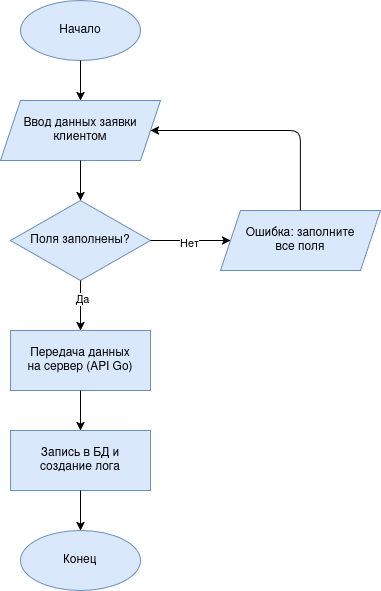 Начало
Ввод данных заявки
клиентом
Поля заполнены?
Нет
Ошибка: заполните
все поля
Да
Передача данных
на сервер (API Go)
Запись в БД и
создание лога
Конец